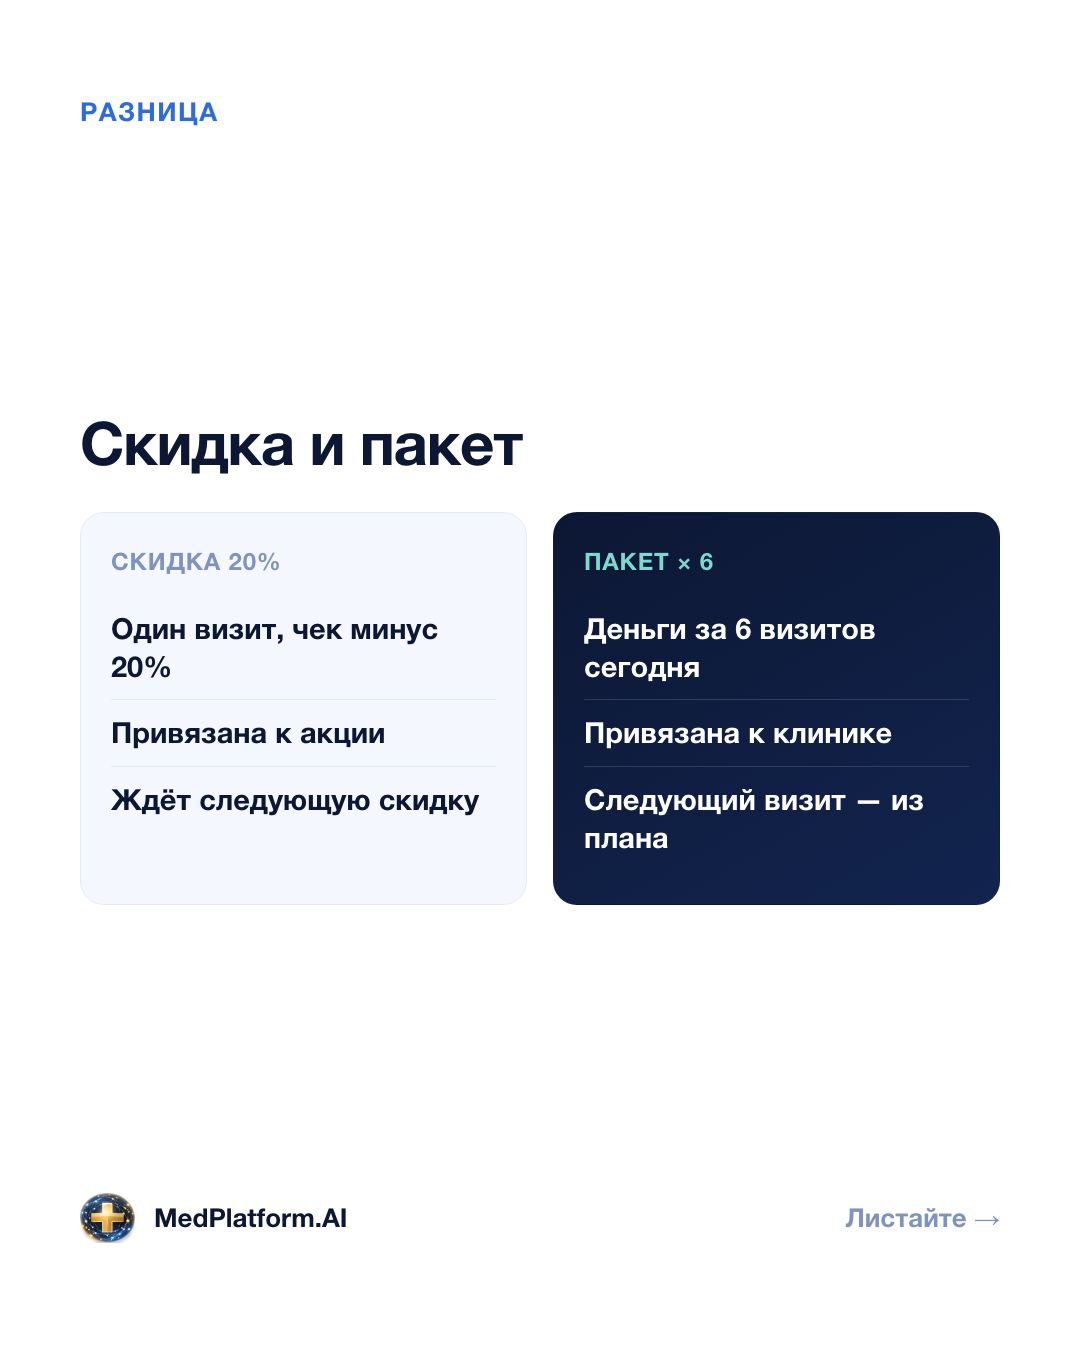 РАЗНИЦА
Скидка и пакет
СКИДКА 20%
Один визит, чек минус
20%
Привязана к акции
Ждёт следующую скидку
ПАКЕТ × 6
Деньги за 6 визитов
сегодня
Привязана к клинике
Следующий визит — из
плана
MedPlatform.AI
Листайте →